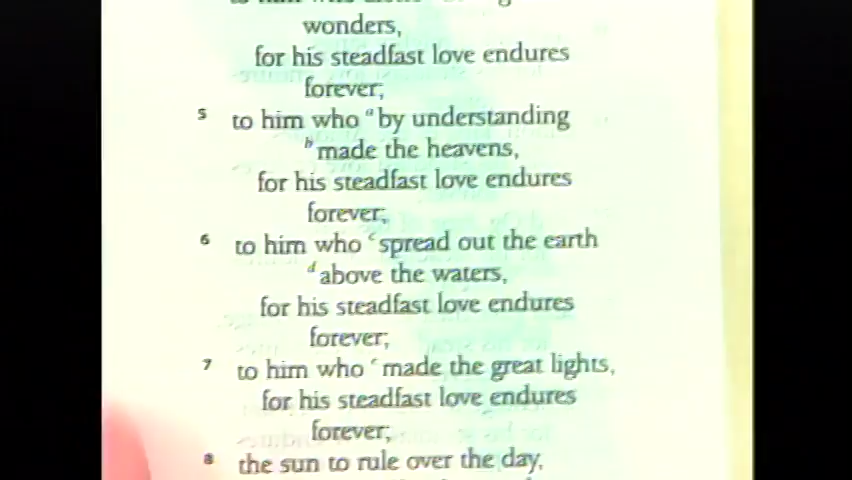 wonders,
for his steadfast love endures
forever;
5 to him who a by understanding
b made the heavens,
for his steadfast love endures
forever;
6 to him who c spread out the earth
d above the waters,
for his steadfast love endures
forever;
7 to him who e made the great lights,
for his steadfast love endures
forever;
8 the sun to rule over the day,